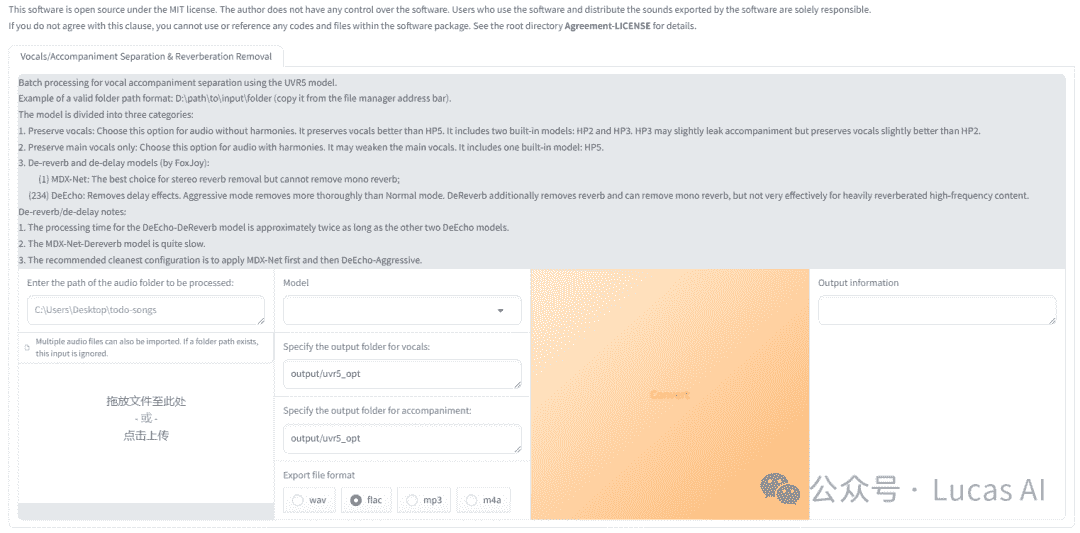 This software is open source under the MIT license. The author does not have any control over the software. Users who use the software and distribute the sounds exported by the software are solely responsible.
If you do not agree with this clause, you cannot use or reference any codes and files within the software package. See the root directory Agreement-LICENSE for details.
Vocals/Accompaniment Separation & Reverberation Removal
Batch processing for vocal accompaniment separation using the UVR5 model.
Example of a valid folder path format: D:\path\to\input\folder (copy it from the file manager address bar).
The model is divided into three categories:
1. Preserve vocals: Choose this option for audio without harmonies. It preserves vocals better than HP5. It includes two built-in models: HP2 and HP3. HP3 may slightly leak accompaniment but preserves vocals slightly better than HP2.
2. Preserve main vocals only: Choose this option for audio with harmonies. It may weaken the main vocals. It includes one built-in model: HP5.
3. De-reverb and de-delay models (by FoxJoy):
(1) MDX-Net: The best choice for stereo reverb removal but cannot remove mono reverb;
(234) DeEcho: Removes delay effects. Aggressive mode removes more thoroughly than Normal mode. DeReverb additionally removes reverb and can remove mono reverb, but not very effectively for heavily reverberated high-frequency content.
De-reverb/de-delay notes:
1. The processing time for the DeEcho-DeReverb model is approximately twice as long as the other two DeEcho models.
2. The MDX-Net-Dereverb model is quite slow.
3. The recommended cleanest configuration is to apply MDX-Net first and then DeEcho-Aggressive.
Enter the path of the audio folder to be processed:
C:\Users\Desktop\todo-songs
Multiple audio files can also be imported. If a folder path exists,
this input is ignored.
拖放文件至此处
- 或 -
点击上传
Model
Specify the output folder for vocals:
output/uvr5_opt
Specify the output folder for accompaniment:
output/uvr5_opt
Export file format
wav flac mp3 m4a
Convert
Output information
公众号 · Lucas AI